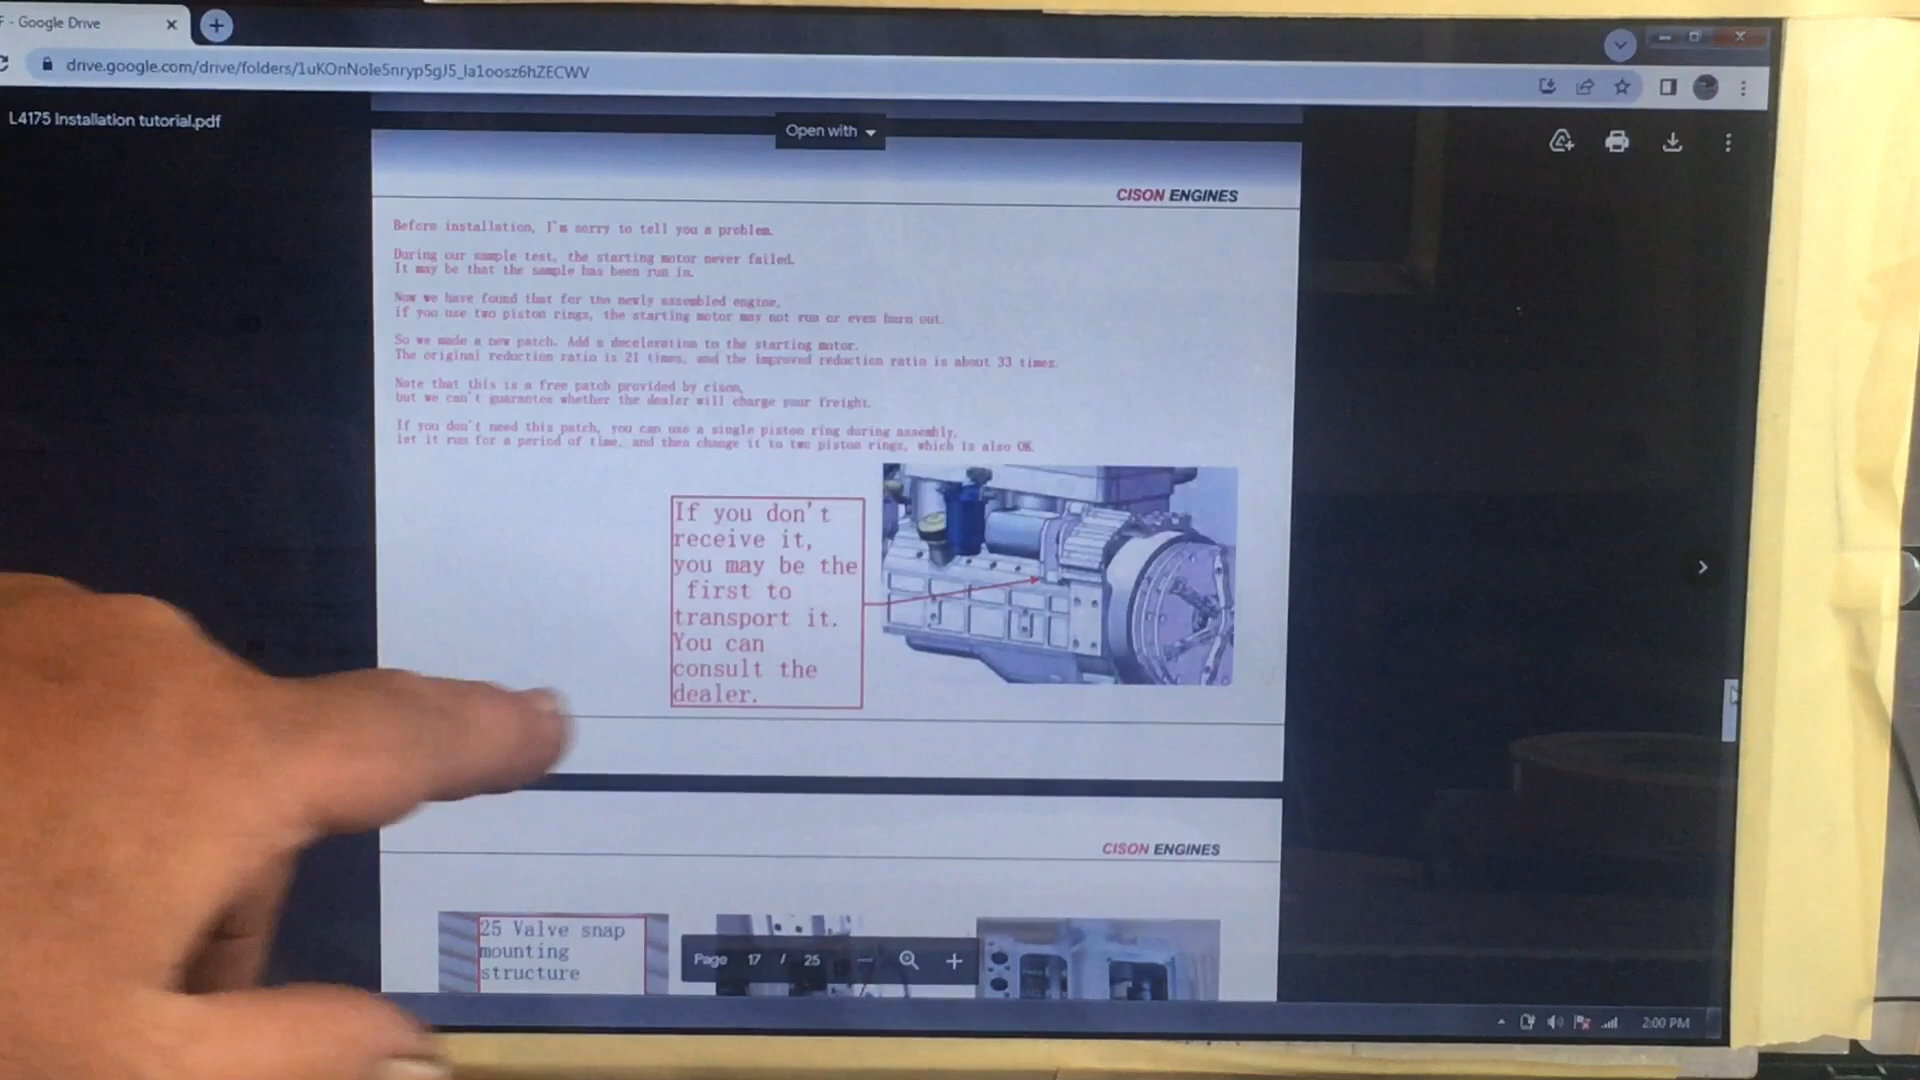 - Google Drive
drive.google.com/drive/folders/1uKOnNole5nryp5gJ5_la1oosz6hZECWV
L4175 Installation tutorial.pdf
Open with
CISON ENGINES
Before installation, I'm sorry to tell you a problem.
During our sample test, the starting motor never failed.
It may be that the sample has been run in.
Now we have found that for the newly assembled engine,
if you use two piston rings, the starting motor may not run or even burn out.
So we made a new patch. Add a deceleration to the starting motor.
The original reduction ratio is 21 times, and the improved reduction ratio is about 33 times.
Note that this is a free patch provided by cison,
but we can't guarantee whether the dealer will charge your freight.
If you don't need this patch, you can use a single piston ring during assembly,
let it run for a period of time, and then change it to two piston rings, which is also OK.
If you don't
receive it,
you may be the
first to
transport it.
You can
consult the
dealer.
CISON ENGINES
25 Valve snap
mounting
structure
Page 17 / 25
2:00 PM